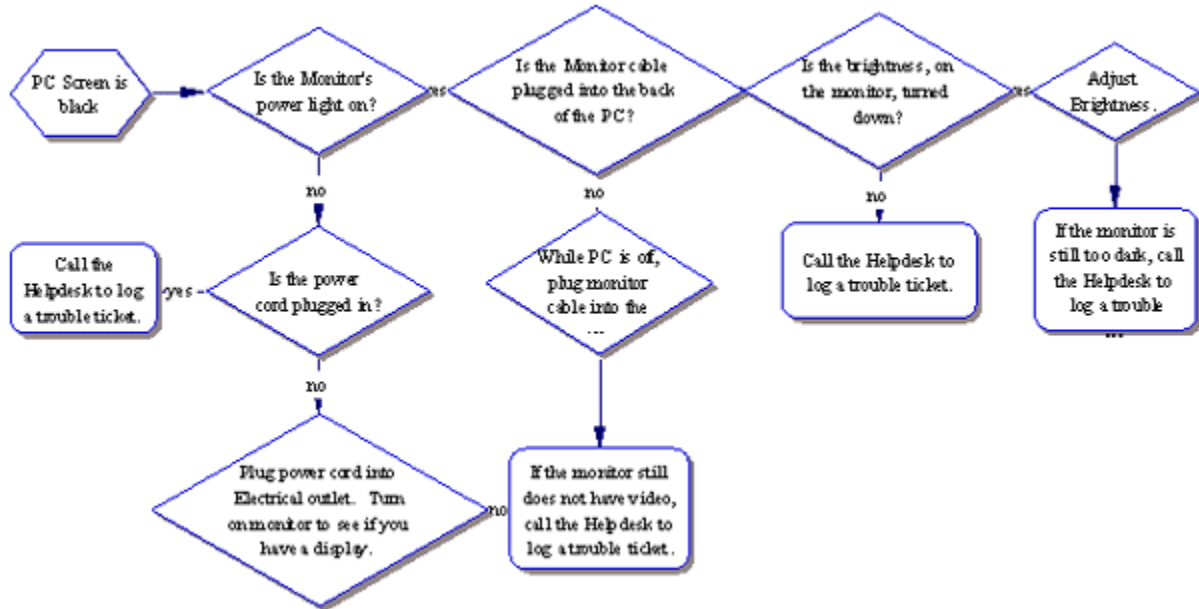 PC Screen is
black
Is the Monitor's
power light on?
yes
Is the Monitor cable
plugged into the back
of the PC?
Is the brightness, on
the monitor, turned
down?
yes
Adjust
Brightness.
no
no
no
Call the
Helpdesk to log
a trouble ticket.
yes
Is the power
cord plugged in?
While PC is of,
plug monitor
cable into the
...
Call the Helpdesk to
log a trouble ticket.
If the monitor is
still too dark, call
the Helpdesk to
log a trouble
...
no
Plug power cord into
Electrical outlet. Turn
on monitor to see if you
have a display.
no
If the monitor still
does not have video,
call the Helpdesk to
log a trouble ticket.